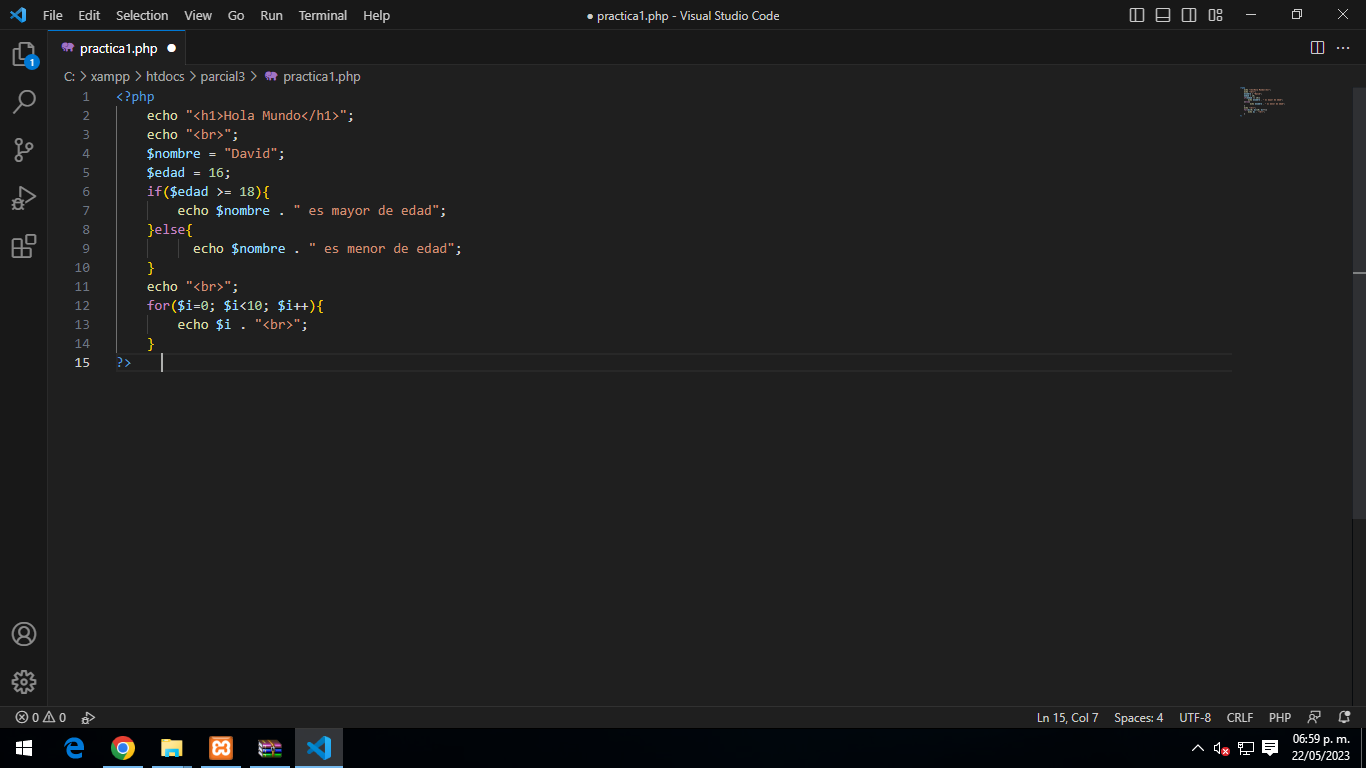 File Edit Selection View Go Run Terminal Help ● practica1.php - Visual Studio Code
practica1.php ●
C: > xampp > htdocs > parcial3 > practica1.php
1 <?php
2 echo "<h1>Hola Mundo</h1>";
3 echo "<br>";
4 $nombre = "David";
5 $edad = 16;
6 if($edad >= 18){
7 echo $nombre . " es mayor de edad";
8 }else{
9 echo $nombre . " es menor de edad";
10 }
11 echo "<br>";
12 for($i=0; $i<10; $i++){
13 echo $i . "<br>";
14 }
15 ?>
1
0 0 Ln 15, Col 7 Spaces: 4 UTF-8 CRLF PHP
06:59 p. m.
22/05/2023